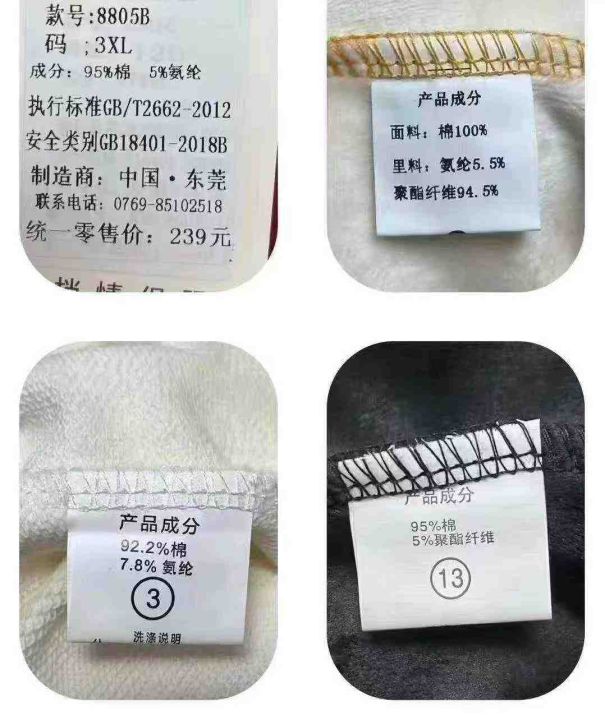 款号:8805B
码 ;3XL
成分: 95%棉 5%氨纶
执行标准GB/T2662-2012
安全类别GB18401-2018B
制造商: 中国·东莞
联系电话: 0769-85102518
统一零售价: 239元
产品成分
面料: 棉100%
里料: 氨纶5.5%
聚酯纤维94.5%
产品成分
92.2%棉
7.8% 氨纶
3
洗涤说明
产品成分
95%棉
5%聚酯纤维
13